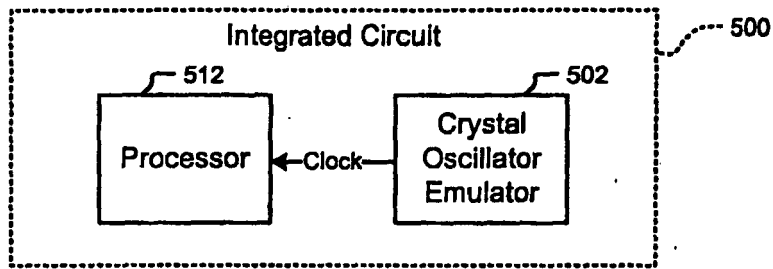 Integrated Circuit
500
512
502
Processor
Clock
Crystal
Oscillator
Emulator